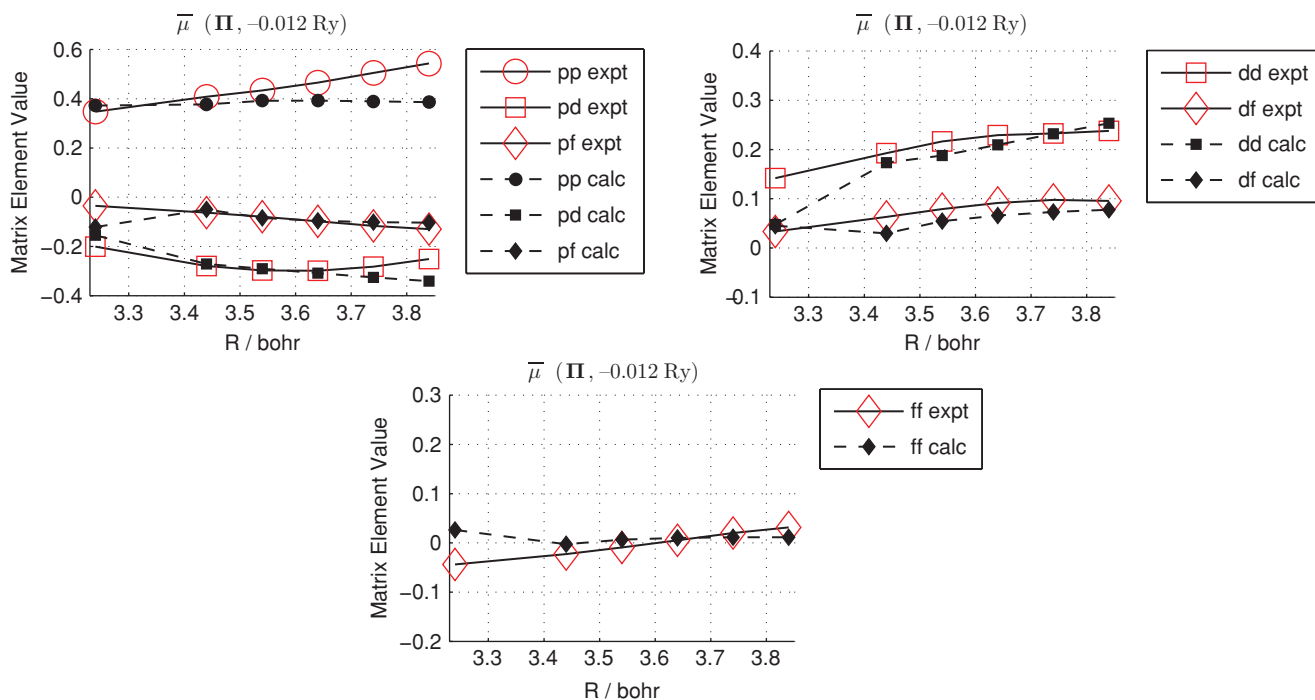 μ̅ (Π, –0.012 Ry)
0.6
0.4
0.2
0
−0.2
−0.4
Matrix Element Value
3.3 3.4 3.5 3.6 3.7 3.8
R / bohr
pp expt
pd expt
pf expt
pp calc
pd calc
pf calc
μ̅ (Π, –0.012 Ry)
0.4
0.3
0.2
0.1
0
−0.1
Matrix Element Value
3.3 3.4 3.5 3.6 3.7 3.8
R / bohr
dd expt
df expt
dd calc
df calc
μ̅ (Π, –0.012 Ry)
0.3
0.2
0.1
0
−0.1
−0.2
Matrix Element Value
3.3 3.4 3.5 3.6 3.7 3.8
R / bohr
ff expt
ff calc